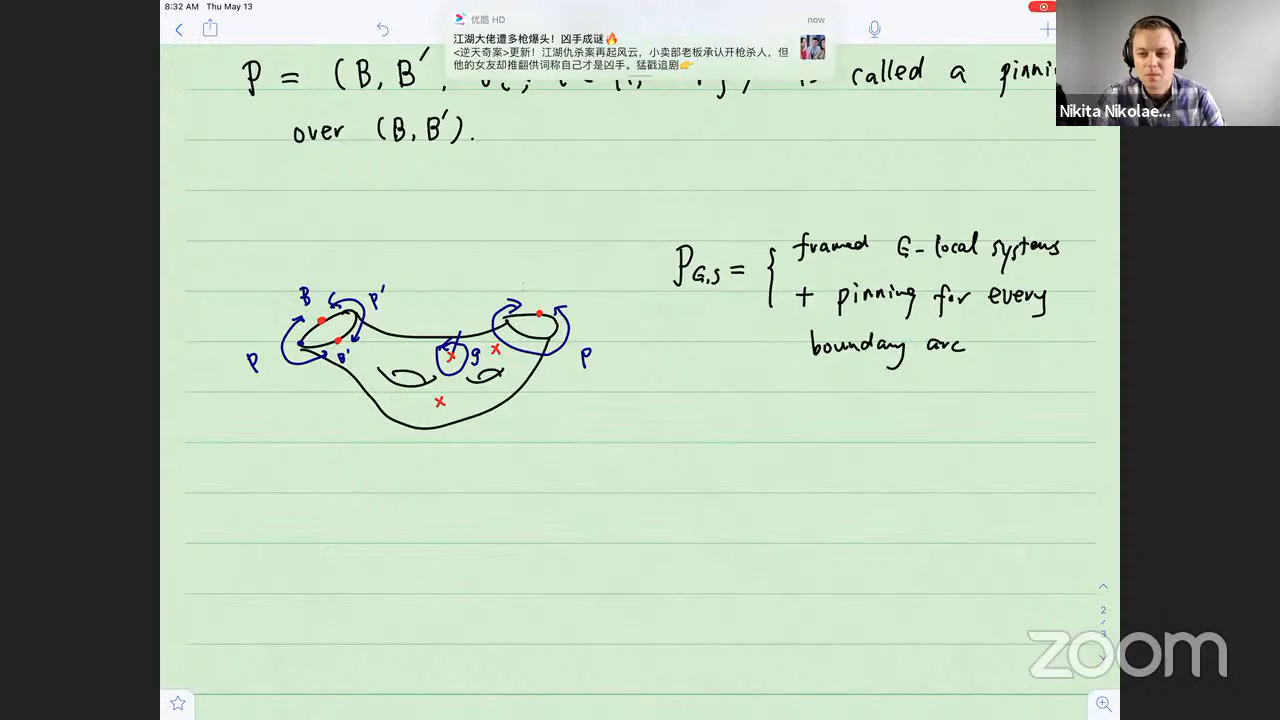 8:32 AM Thu May 13
优酷 HD
now
江湖大佬遭多枪爆头！凶手成谜🔥
<逆天奇案>更新！江湖仇杀案再起风云，小卖部老板承认开枪杀人，但
他的女友却推翻供词称自己才是凶手。猛戳追剧👉
P = (B, B′, called a pinni
over (B, B′).
P_{G,S} = { framed G-local systems
+ pinning for every
boundary arc
B P′
P B′ g P
x x
x
Nikita Nikolae...
2
3
zoom